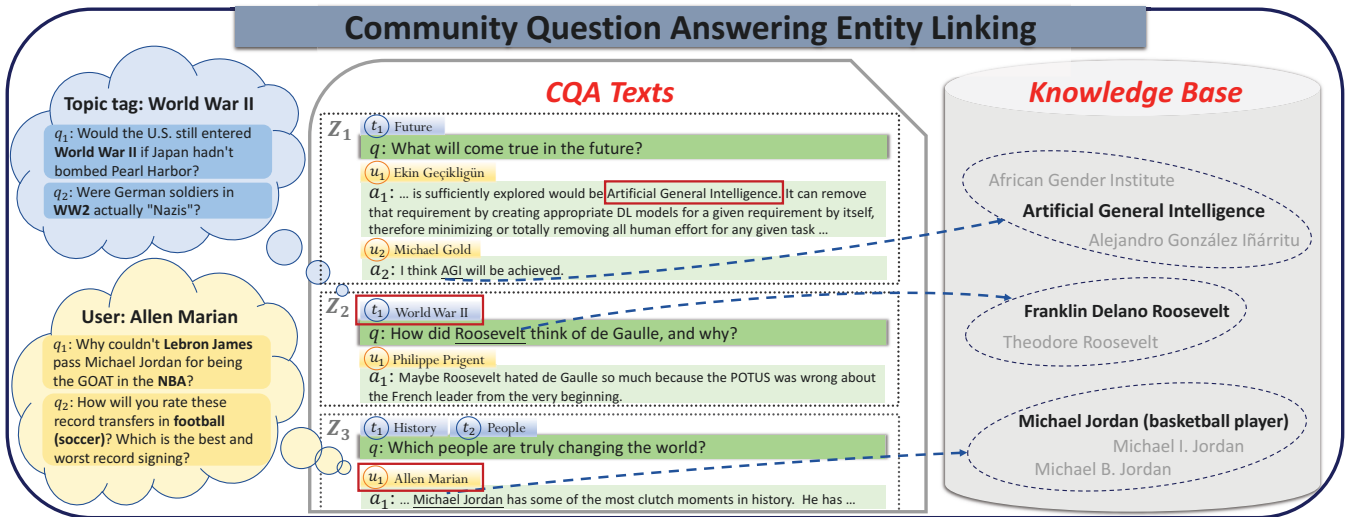 Community Question Answering Entity Linking
Topic tag: World War II
q1: Would the U.S. still entered
World War II if Japan hadn't
bombed Pearl Harbor?
q2: Were German soldiers in
WW2 actually "Nazis"?
User: Allen Marian
q1: Why couldn't Lebron James
pass Michael Jordan for being
the GOAT in the NBA?
q2: How will you rate these
record transfers in football
(soccer)? Which is the best and
worst record signing?
CQA Texts
Z1
t1 Future
q: What will come true in the future?
u1 Ekin Geçikligün
a1: ... is sufficiently explored would be Artificial General Intelligence. It can remove
that requirement by creating appropriate DL models for a given requirement by itself,
therefore minimizing or totally removing all human effort for any given task ...
u2 Michael Gold
a2: I think AGI will be achieved.
Z2
t1 World War II
q: How did Roosevelt think of de Gaulle, and why?
u1 Philippe Prigent
a1: Maybe Roosevelt hated de Gaulle so much because the POTUS was wrong about
the French leader from the very beginning.
Z3
t1 History t2 People
q: Which people are truly changing the world?
u1 Allen Marian
a1: ... Michael Jordan has some of the most clutch moments in history. He has ...
Knowledge Base
African Gender Institute
Artificial General Intelligence
Alejandro González Iñárritu
Franklin Delano Roosevelt
Theodore Roosevelt
Michael Jordan (basketball player)
Michael I. Jordan
Michael B. Jordan